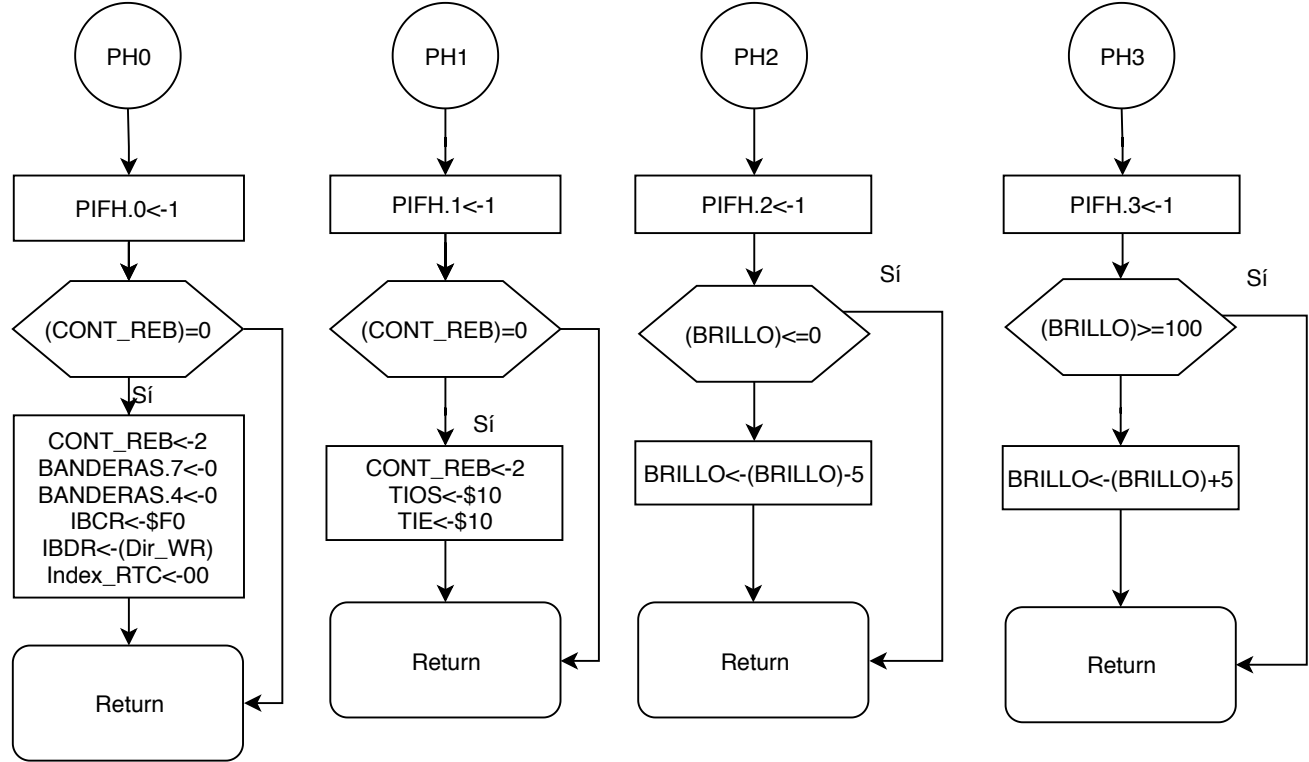 PH0
PIFH.0<-1
(CONT_REB)=0
Sí
CONT_REB<-2
BANDERAS.7<-0
BANDERAS.4<-0
IBCR<-$F0
IBDR<-(Dir_WR)
Index_RTC<-00
Return
PH1
PIFH.1<-1
(CONT_REB)=0
Sí
CONT_REB<-2
TIOS<-$10
TIE<-$10
Return
PH2
PIFH.2<-1
Sí
(BRILLO)<=0
BRILLO<-(BRILLO)-5
Return
PH3
PIFH.3<-1
Sí
(BRILLO)>=100
BRILLO<-(BRILLO)+5
Return